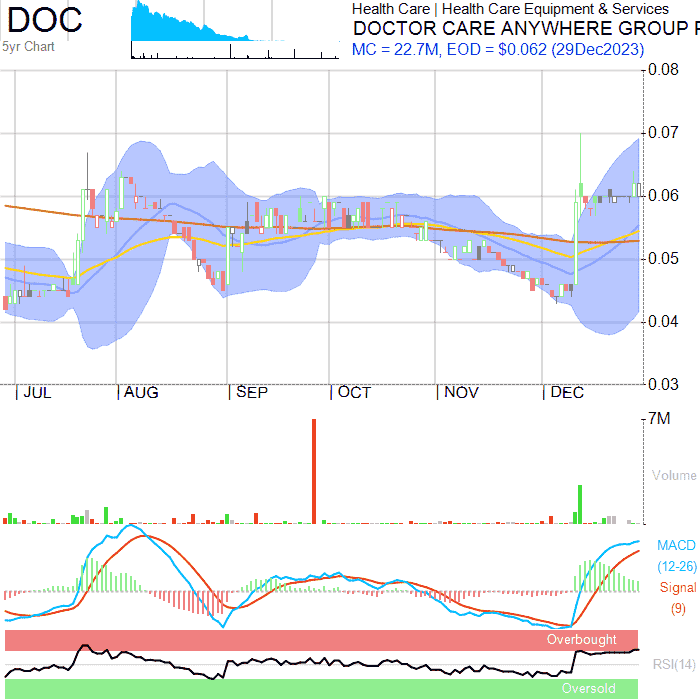 DOC
5yr Chart
Health Care | Health Care Equipment & Services
DOCTOR CARE ANYWHERE GROUP P
MC = 22.7M, EOD = $0.062 (29Dec2023)
0.08
0.07
0.06
0.05
0.04
0.03
JUL AUG SEP OCT NOV DEC
7M
Volume
MACD
(12-26)
Signal
(9)
Overbought
RSI(14)
Oversold